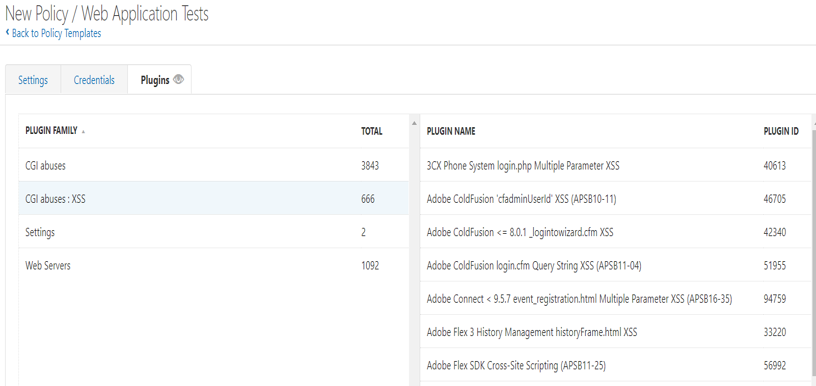 New Policy / Web Application Tests
‹ Back to Policy Templates
Settings Credentials Plugins
PLUGIN FAMILY TOTAL
CGI abuses 3843
CGI abuses : XSS 666
Settings 2
Web Servers 1092
PLUGIN NAME PLUGIN ID
3CX Phone System login.php Multiple Parameter XSS 40613
Adobe ColdFusion 'cfadminUserId' XSS (APSB10-11) 46705
Adobe ColdFusion <= 8.0.1 _logintowizard.cfm XSS 42340
Adobe ColdFusion login.cfm Query String XSS (APSB11-04) 51955
Adobe Connect < 9.5.7 event_registration.html Multiple Parameter XSS (APSB16-35) 94759
Adobe Flex 3 History Management historyFrame.html XSS 33220
Adobe Flex SDK Cross-Site Scripting (APSB11-25) 56992